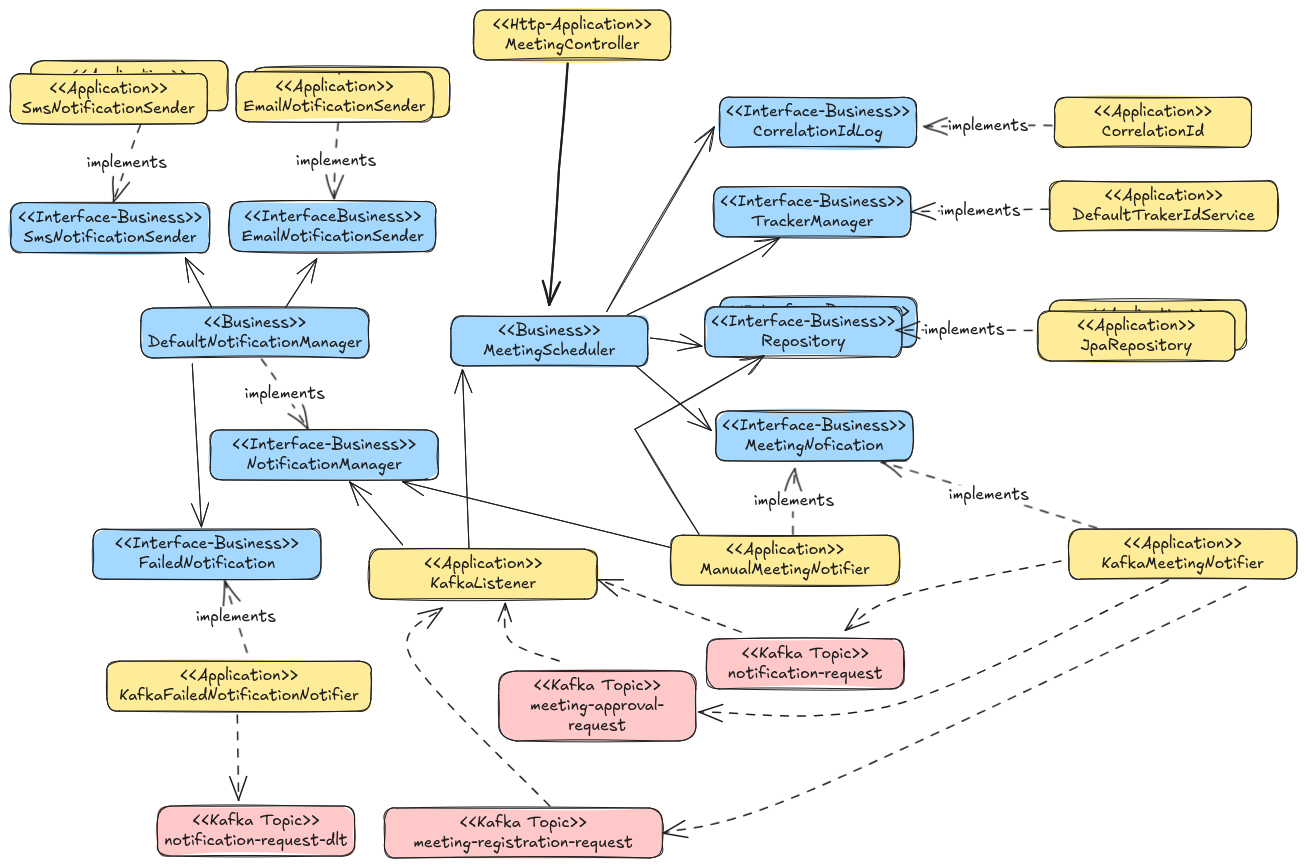 <<Http-Application>>
MeetingController
<<Application>>
<<Application>>
SmsNotificationSender
<<Application>>
EmailNotificationSender
<<Interface-Business>>
CorrelationIdLog
implements
<<Application>>
CorrelationId
implements
implements
<<Interface-Business>>
SmsNotificationSender
<<InterfaceBusiness>>
EmailNotificationSender
<<Interface-Business>>
TrackerManager
implements
<<Application>>
DefaultTrakerIdService
<<Business>>
DefaultNotificationManager
<<Business>>
MeetingScheduler
<<Interface-Business>>
<<Interface-Business>>
Repository
implements
<<Application>>
<<Application>>
JpaRepository
implements
<<Interface-Business>>
NotificationManager
<<Interface-Business>>
MeetingNofication
implements
implements
<<Interface-Business>>
FailedNotification
<<Application>>
KafkaListener
<<Application>>
ManualMeetingNotifier
<<Application>>
KafkaMeetingNotifier
implements
<<Application>>
KafkaFailedNotificationNotifier
<<Kafka Topic>>
meeting-approval-
request
<<Kafka Topic>>
notification-request
<<Kafka Topic>>
notification-request-dlt
<<Kafka Topic>>
meeting-registration-request